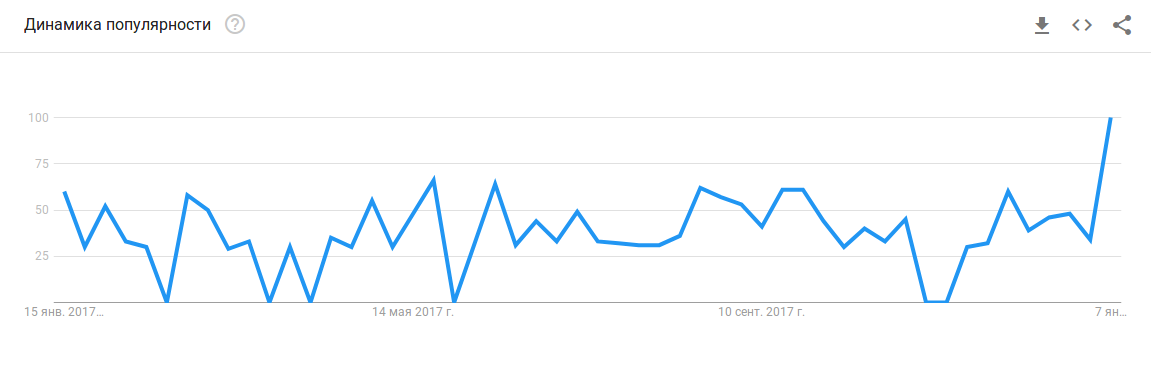 Динамика популярности ?
100
75
50
25
15 янв. 2017…
14 мая 2017 г.
10 сент. 2017 г.
7 ян…